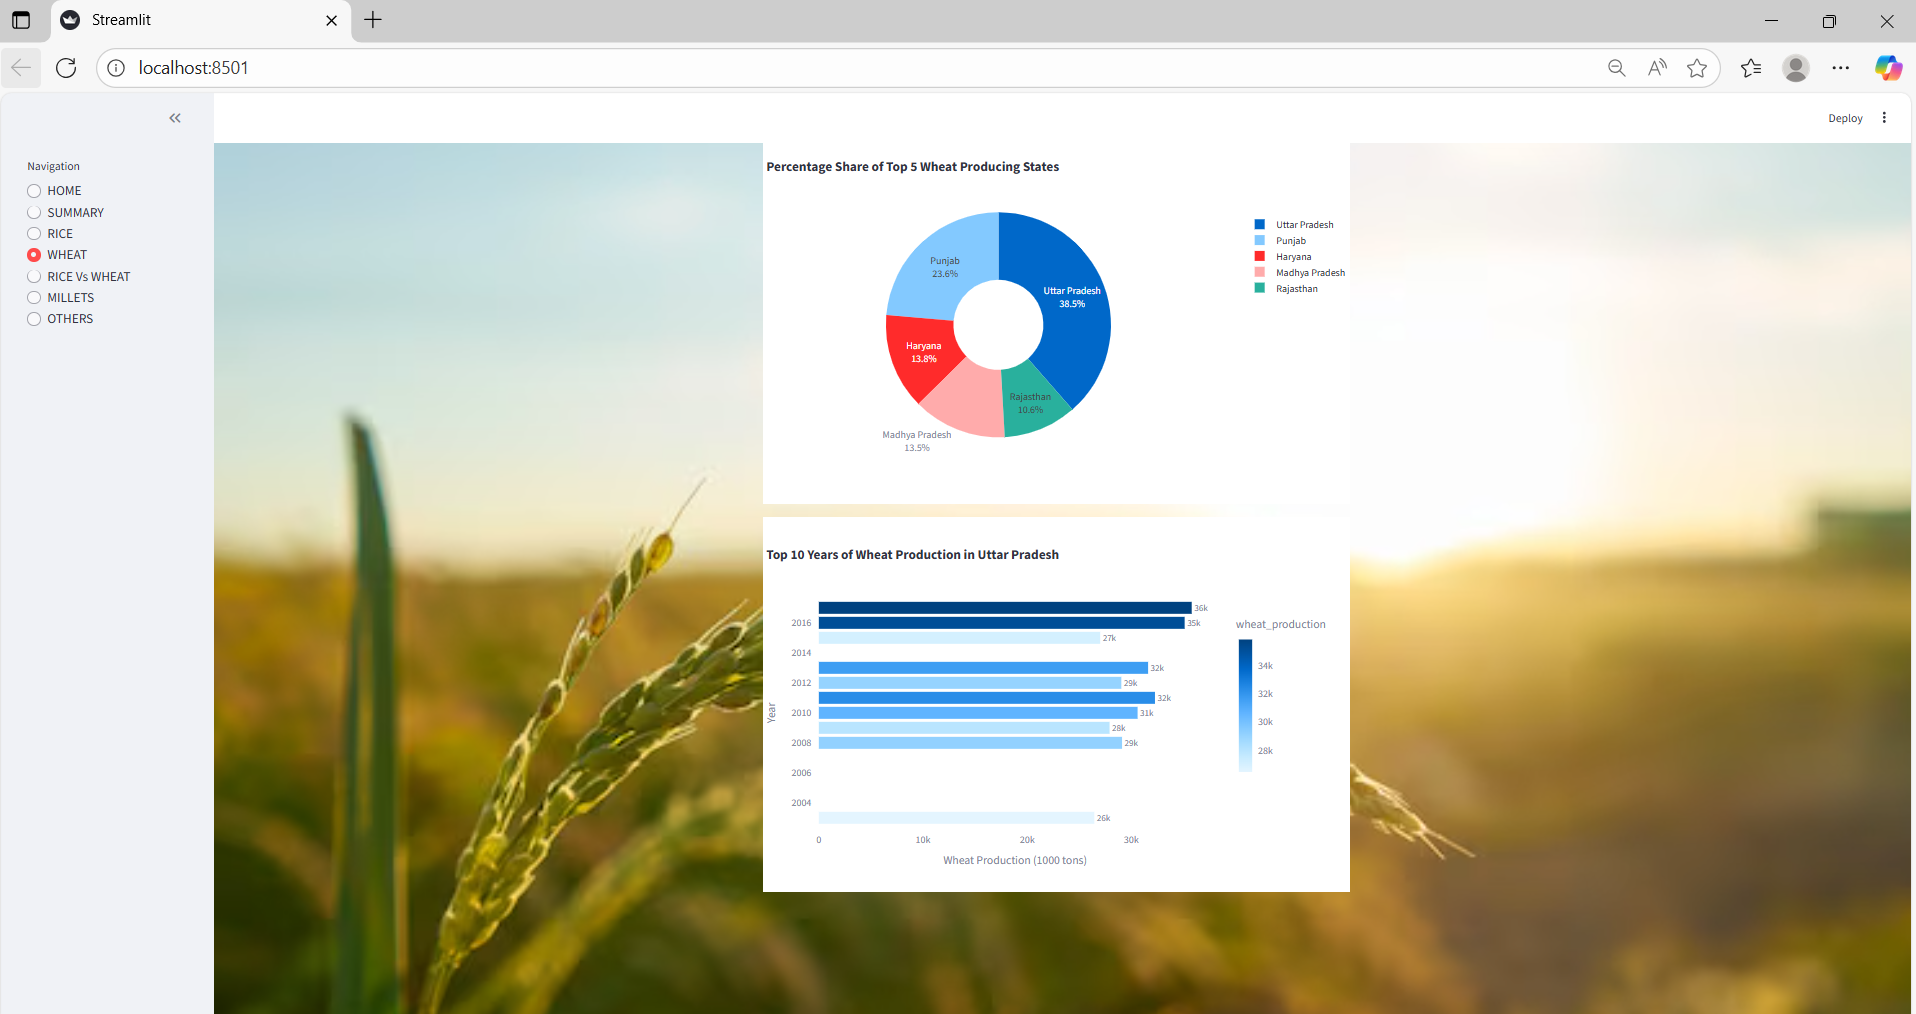 Streamlit
localhost:8501
Deploy
Navigation
HOME
SUMMARY
RICE
WHEAT
RICE Vs WHEAT
MILLETS
OTHERS
Percentage Share of Top 5 Wheat Producing States
Uttar Pradesh
38.5%
Punjab
23.6%
Haryana
13.8%
Madhya Pradesh
13.5%
Rajasthan
10.6%
Uttar Pradesh
Punjab
Haryana
Madhya Pradesh
Rajasthan
Top 10 Years of Wheat Production in Uttar Pradesh
36k
2016 35k
27k
2014
32k
2012 29k
32k
2010 31k
28k
2008 29k
2006
2004
26k
0 10k 20k 30k
Wheat Production (1000 tons)
Year
wheat_production
34k
32k
30k
28k